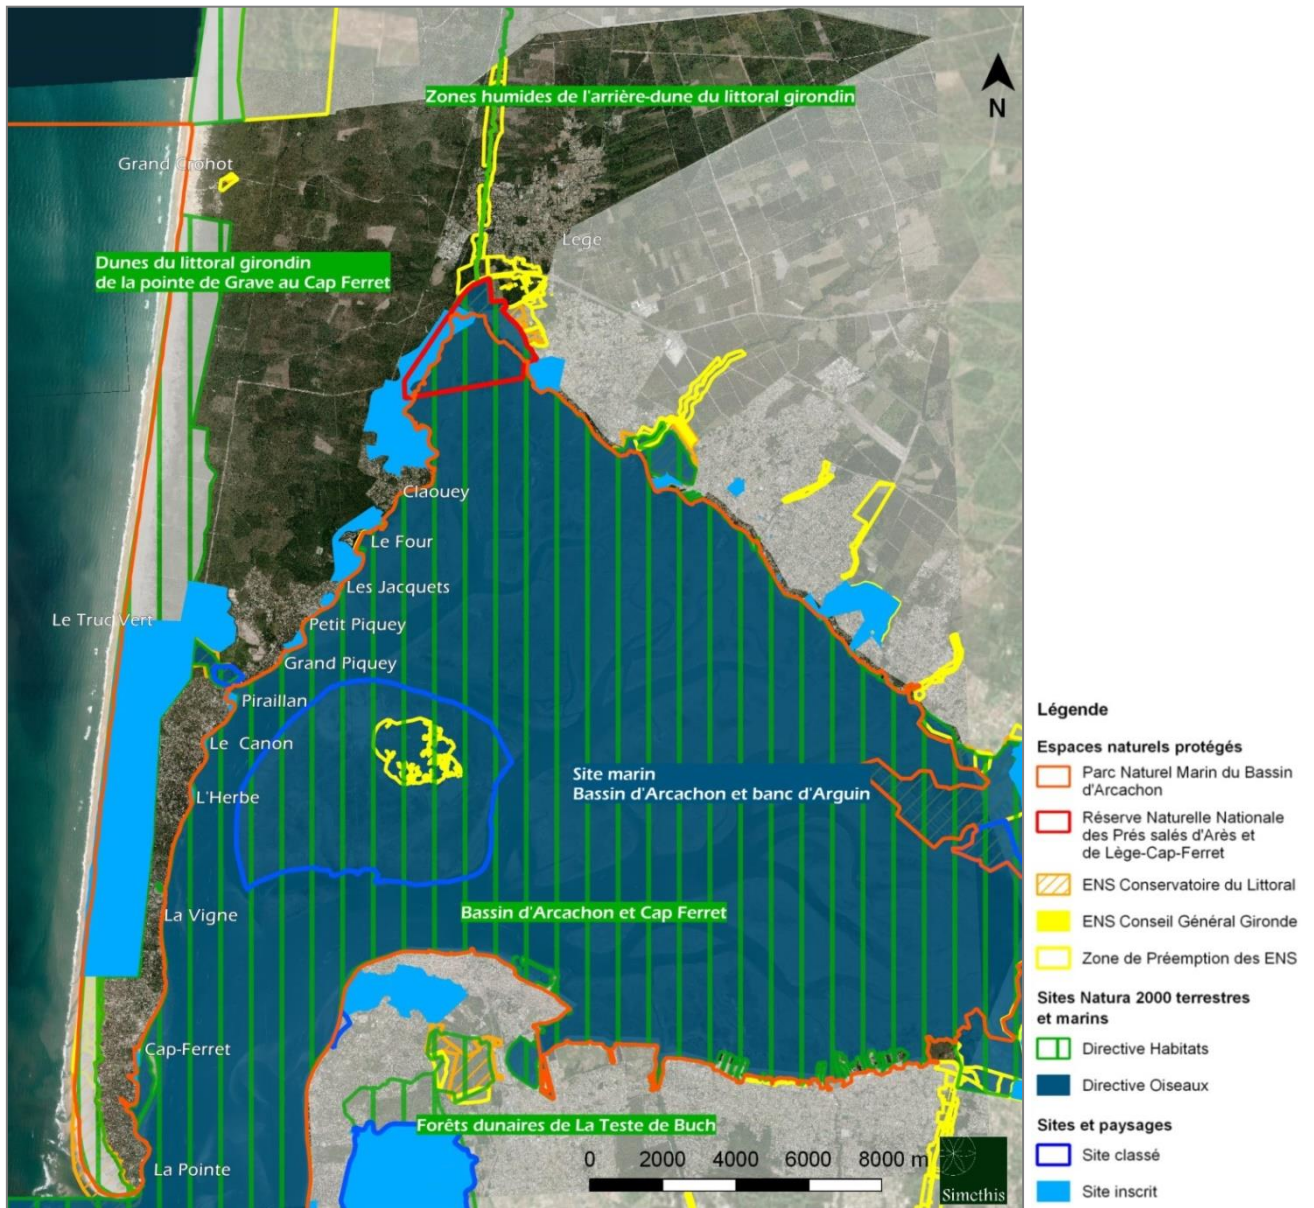 Zones humides de l'arrière-dune du littoral girondin
N
Grand Crohot
Lège
Dunes du littoral girondin
de la pointe de Grave au Cap Ferret
Claouey
Le Four
Les Jacquets
Le Truc Vert
Petit Piquey
Grand Piquey
Piraillan
Le Canon
L'Herbe
Site marin
Bassin d'Arcachon et banc d'Arguin
La Vigne
Bassin d'Arcachon et Cap Ferret
Cap-Ferret
Forêts dunaires de La Teste de Buch
La Pointe
0 2000 4000 6000 8000 m
Simethis
Légende
Espaces naturels protégés
Parc Naturel Marin du Bassin
d'Arcachon
Réserve Naturelle Nationale
des Prés salés d'Arès et
de Lège-Cap-Ferret
ENS Conservatoire du Littoral
ENS Conseil Général Gironde
Zone de Préemption des ENS
Sites Natura 2000 terrestres
et marins
Directive Habitats
Directive Oiseaux
Sites et paysages
Site classé
Site inscrit